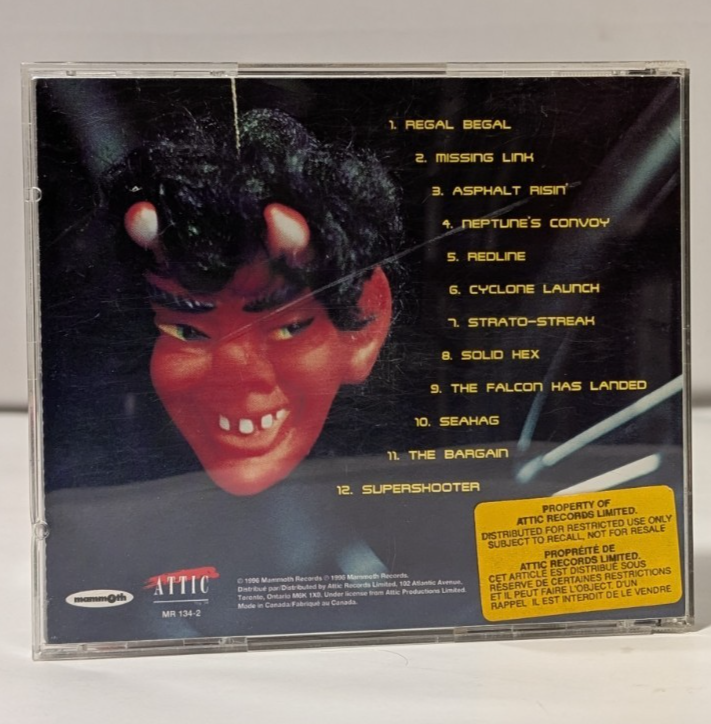 1. REGAL BEGAL
2. MISSING LINK
3. ASPHALT RISIN'
4. NEPTUNE'S CONVOY
5. REDLINE
6. CYCLONE LAUNCH
7. STRATO-STREAK
8. SOLID HEX
9. THE FALCON HAS LANDED
10. SEAHAG
11. THE BARGAIN
12. SUPERSHOOTER
PROPERTY OF
ATTIC RECORDS LIMITED.
DISTRIBUTED FOR RESTRICTED USE ONLY
SUBJECT TO RECALL, NOT FOR RESALE
PROPRÉITÉ DE
ATTIC RECORDS LIMITED.
CET ARTICLE EST DISTRIBUÉ SOUS
RÉSERVE DE CERTAINES RESTRICTIONS
ET IL PEUT FAIRE L'OBJECT. D'UN
RAPPEL, IL EST INTERDIT DE LE VENDRE
mammoth
ATTIC
MR 134-2
© 1996 Mammoth Records ℗ 1996 Mammoth Records.
Distribué par/Distributed by Attic Records Limited, 102 Atlantic Avenue,
Toronto, Ontario M6K 1X9. Under license from Attic Productions Limited.
Made in Canada/Fabriqué au Canada.